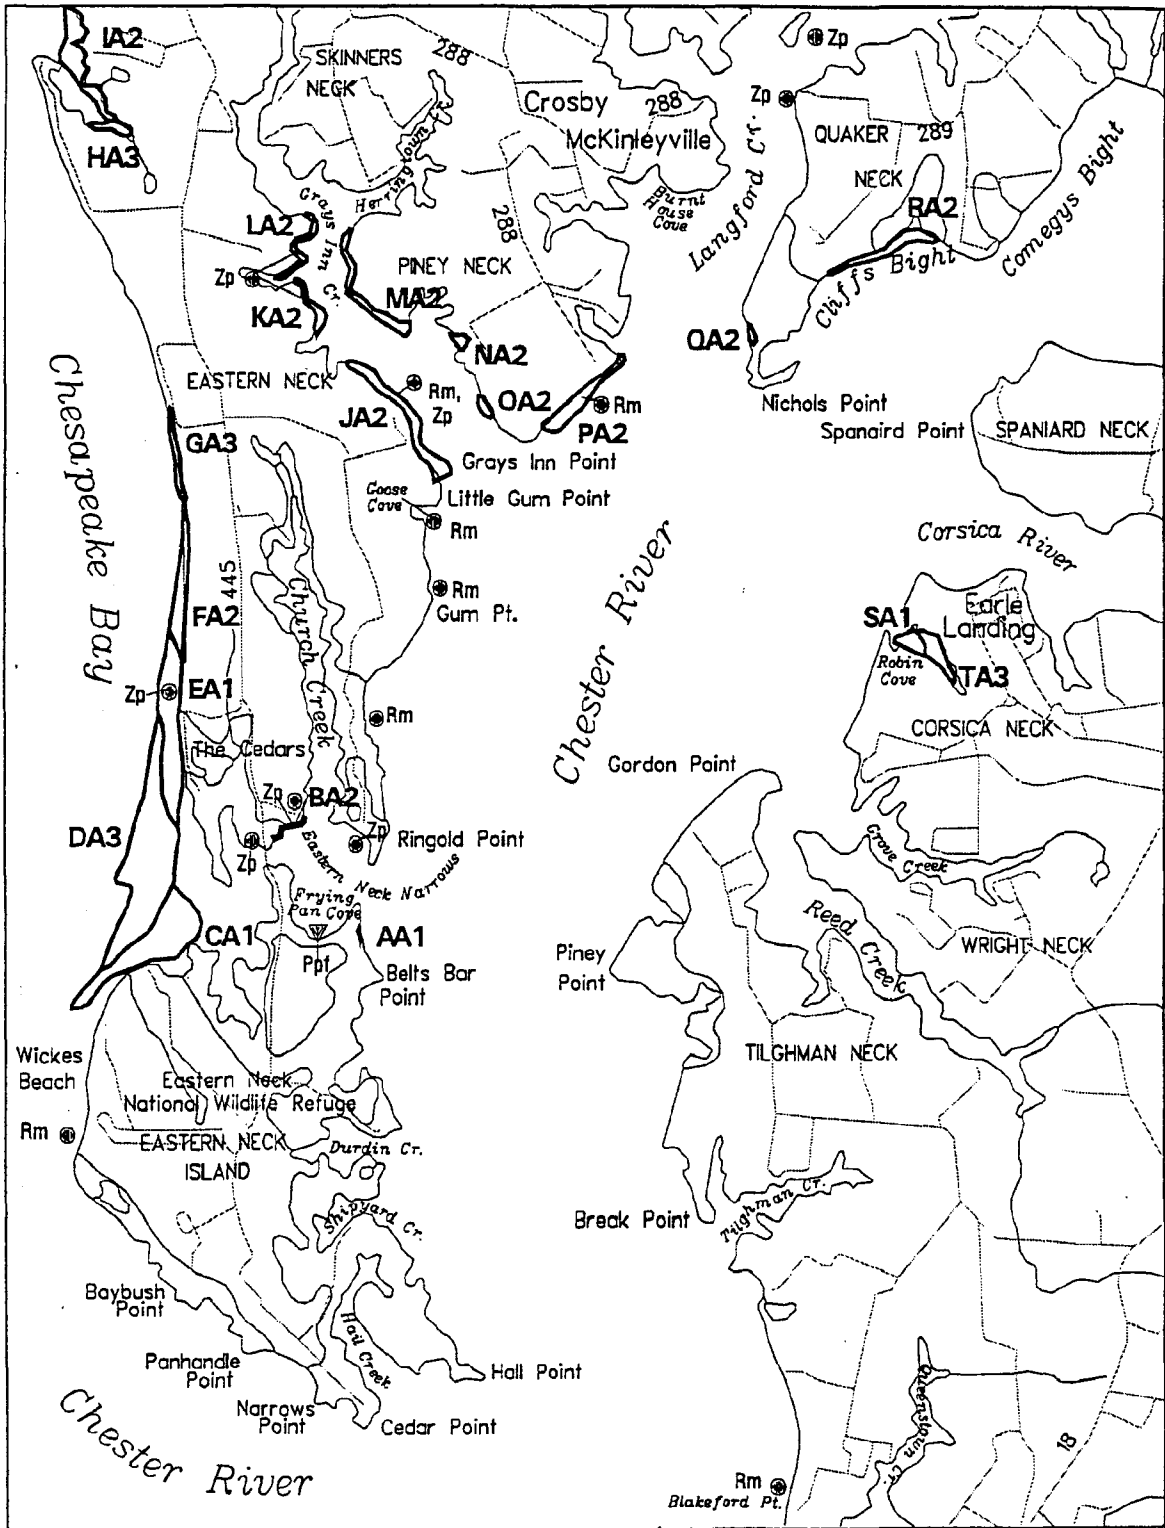 IA2
SKINNERS
NECK
288
Zp
HA3
Crosby
288
McKinleyville
Zp
Langford Cr.
QUAKER
289
NECK
Comegys Bight
Herringtown Cr.
Grays Inn Cr.
Burnt
House
Cove
288
LA2
RA2
Cliffs Bight
Zp
PINEY NECK
KA2
MA2
NA2
QA2
Chesapeake Bay
EASTERN NECK
JA2
Rm,
Zp
OA2
Rm
PA2
Nichols Point
Spanaird Point
SPANIARD NECK
GA3
Grays Inn Point
Goose
Cove
Little Gum Point
Rm
Corsica River
Chester River
445
FA2
Church Creek
Rm
Gum Pt.
SA1
Earle
Landing
Robin
Cove
TA3
Zp
EA1
Rm
CORSICA NECK
The Cedars
Gordon Point
Zp
BA2
DA3
Zp
Zp
Ringold Point
Eastern Neck Narrows
Grove
Creek
Frying
Pan Cove
Reed Creek
CA1
Ppf
AA1
WRIGHT NECK
Belts Bar
Point
Piney
Point
Wickes
Beach
TILGHMAN NECK
Eastern Neck
National Wildlife Refuge
Rm
EASTERN NECK
ISLAND
Durdin Cr.
Shipyard Cr.
Tilghman Cr.
Break Point
Baybush
Point
Hail Creek
Panhandle
Point
Hall Point
Queenstown Cr.
Narrows
Point
Cedar Point
Chester River
18
Rm
Blakeford Pt.